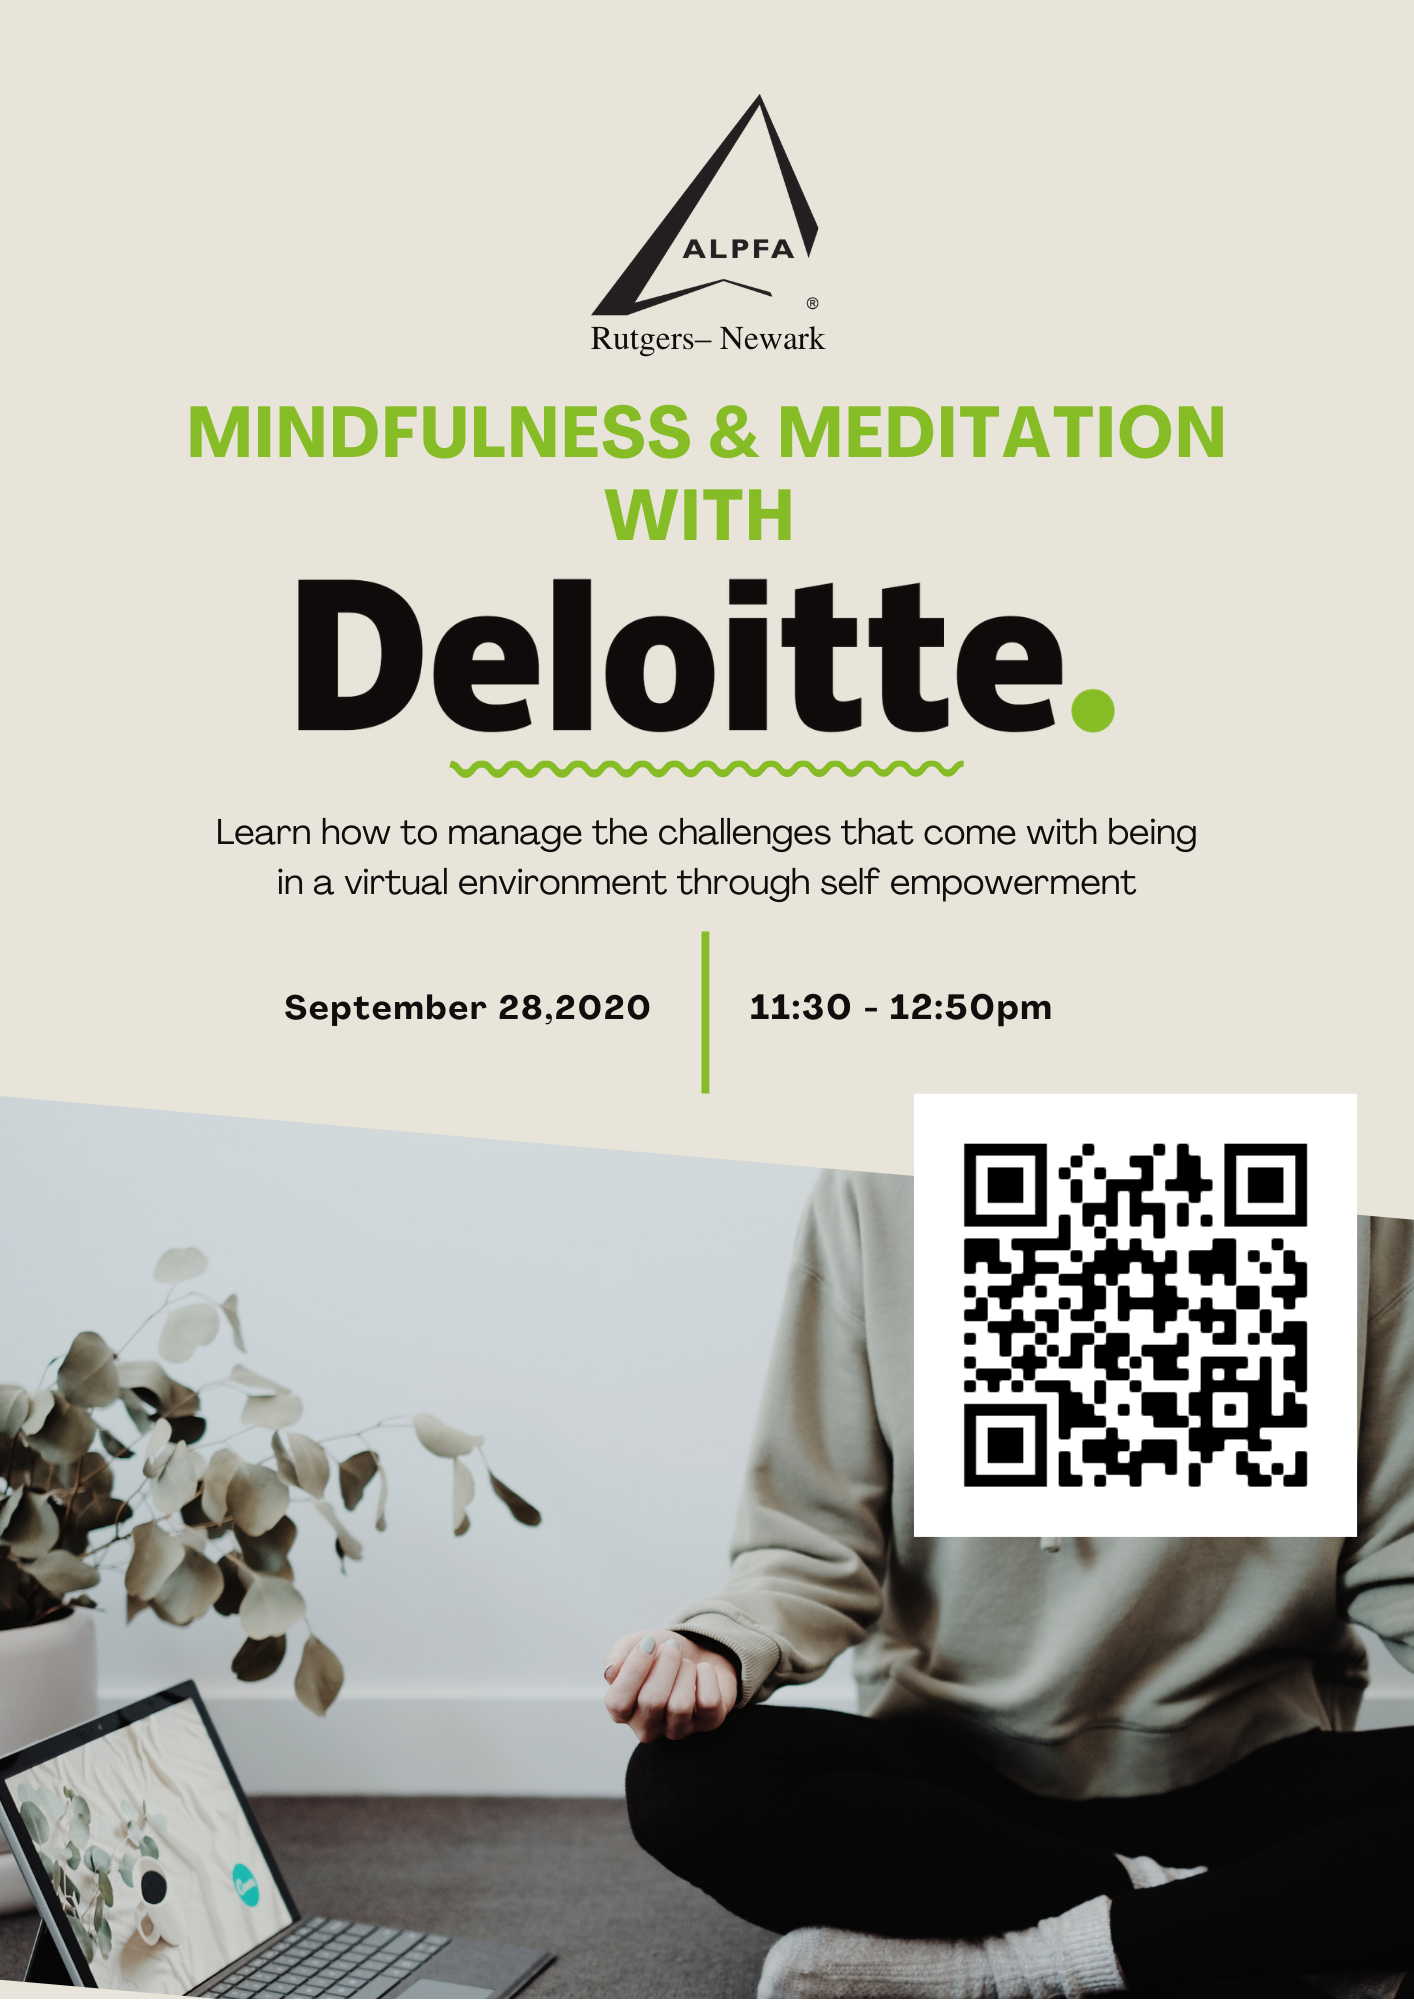 ALPFA
®
Rutgers– Newark
MINDFULNESS & MEDITATION
WITH
Deloitte.
Learn how to manage the challenges that come with being
in a virtual environment through self empowerment
September 28,2020
11:30 - 12:50pm